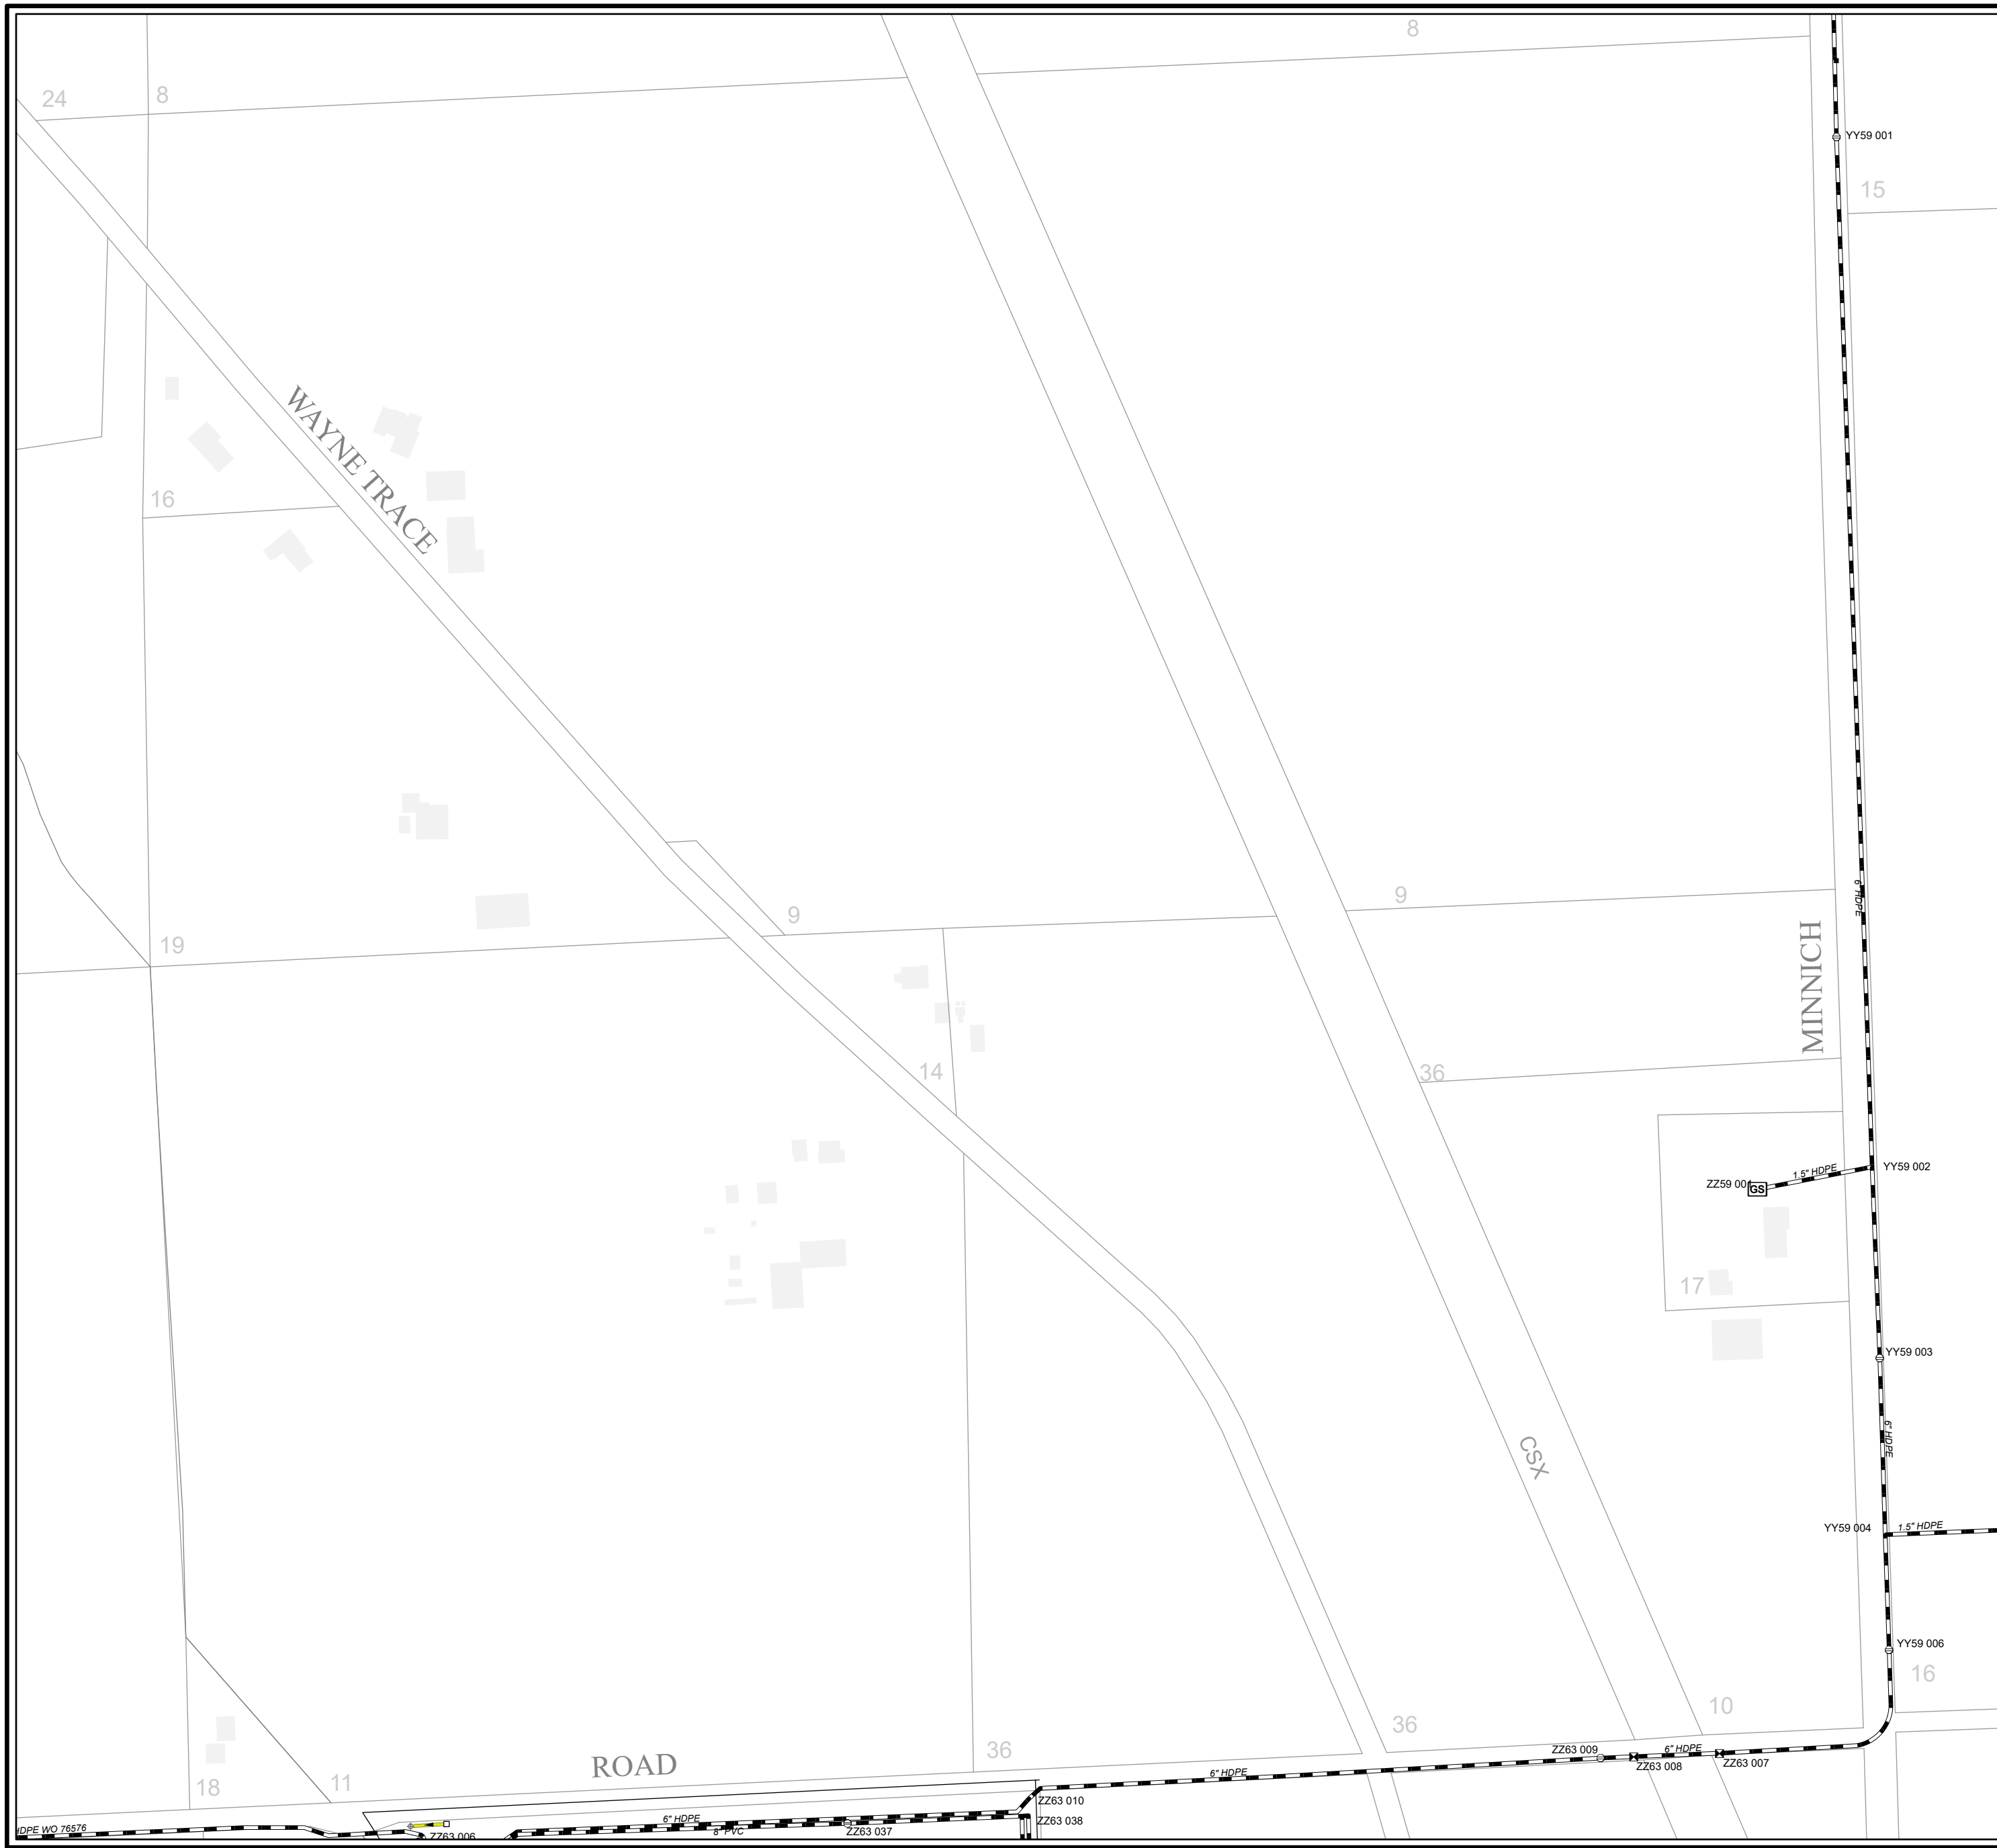 8
24
8
YY59 001
15
WAYNE TRACE
16
6" HDPE
9
9
19
MINNICH
14
36
1.5" HDPE
YY59 002
ZZ59 001
GS
17
YY59 003
6" HDPE
CSX
YY59 004
1.5" HDPE
YY59 006
16
10
36
36
ROAD
ZZ63 009
6" HDPE
ZZ63 008
ZZ63 007
6" HDPE
18
11
ZZ63 010
6" HDPE
ZZ63 038
HDPE WO 76576
ZZ63 006
8" PVC
ZZ63 037